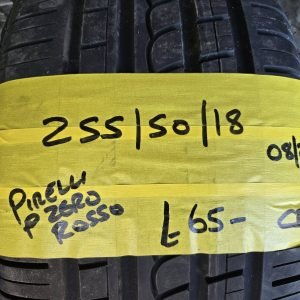 255/50/18
08/
PIRELLI
P ZERO
ROSSO
£65-